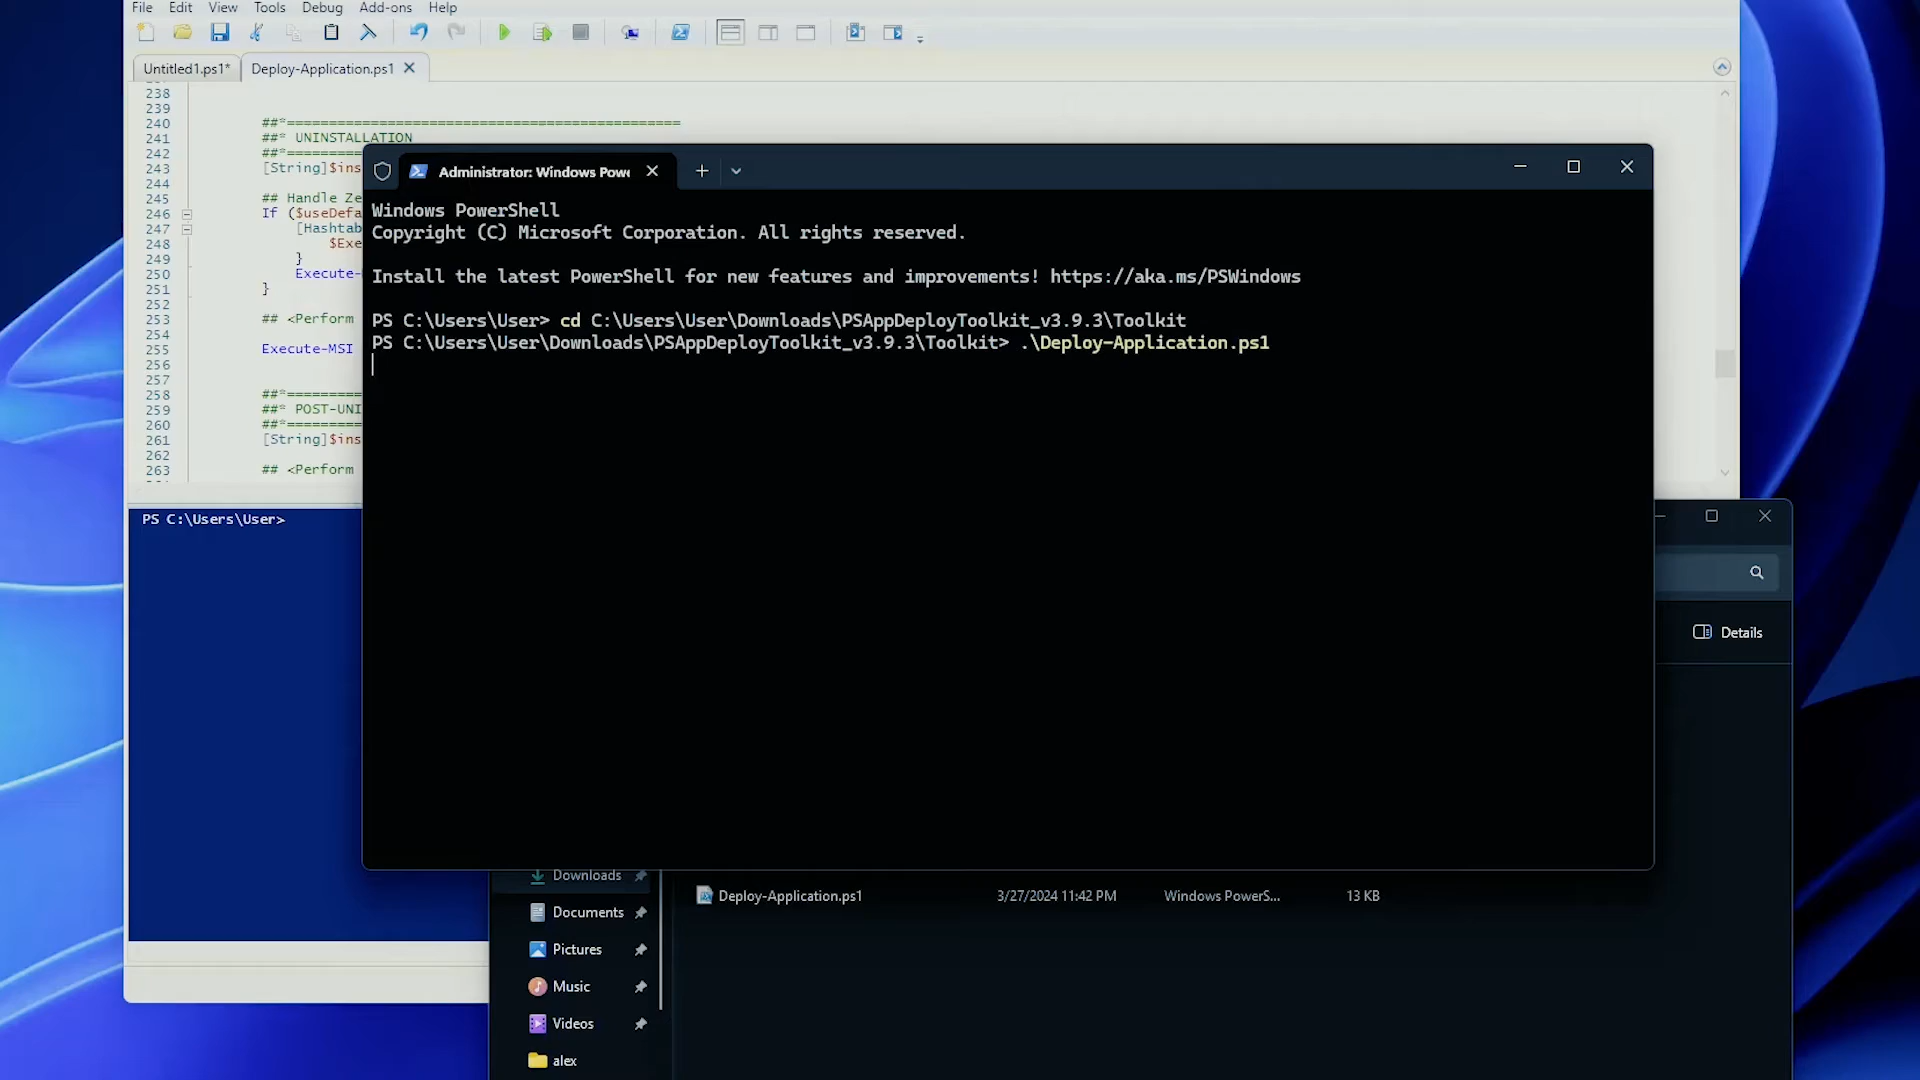 File Edit View Tools Debug Add-ons Help
Untitled1.ps1* Deploy-Application.ps1
238
239
240 ##*===============================================
241 ##* UNINSTALLATION
242 ##*=========
243 [String]$ins
244
245 ## Handle Ze
246 If ($useDefa
247 [Hashtab
248 $Exe
249 }
250 Execute-
251 }
252
253 ## <Perform
254
255 Execute-MSI
256
257
258 ##*=========
259 ##* POST-UNI
260 ##*=========
261 [String]$ins
262
263 ## <Perform
PS C:\Users\User>
Administrator: Windows Powe
Windows PowerShell
Copyright (C) Microsoft Corporation. All rights reserved.
Install the latest PowerShell for new features and improvements! https://aka.ms/PSWindows
PS C:\Users\User> cd C:\Users\User\Downloads\PSAppDeployToolkit_v3.9.3\Toolkit
PS C:\Users\User\Downloads\PSAppDeployToolkit_v3.9.3\Toolkit> .\Deploy-Application.ps1
Details
Downloads
Deploy-Application.ps1 3/27/2024 11:42 PM Windows PowerS... 13 KB
Documents
Pictures
Music
Videos
alex